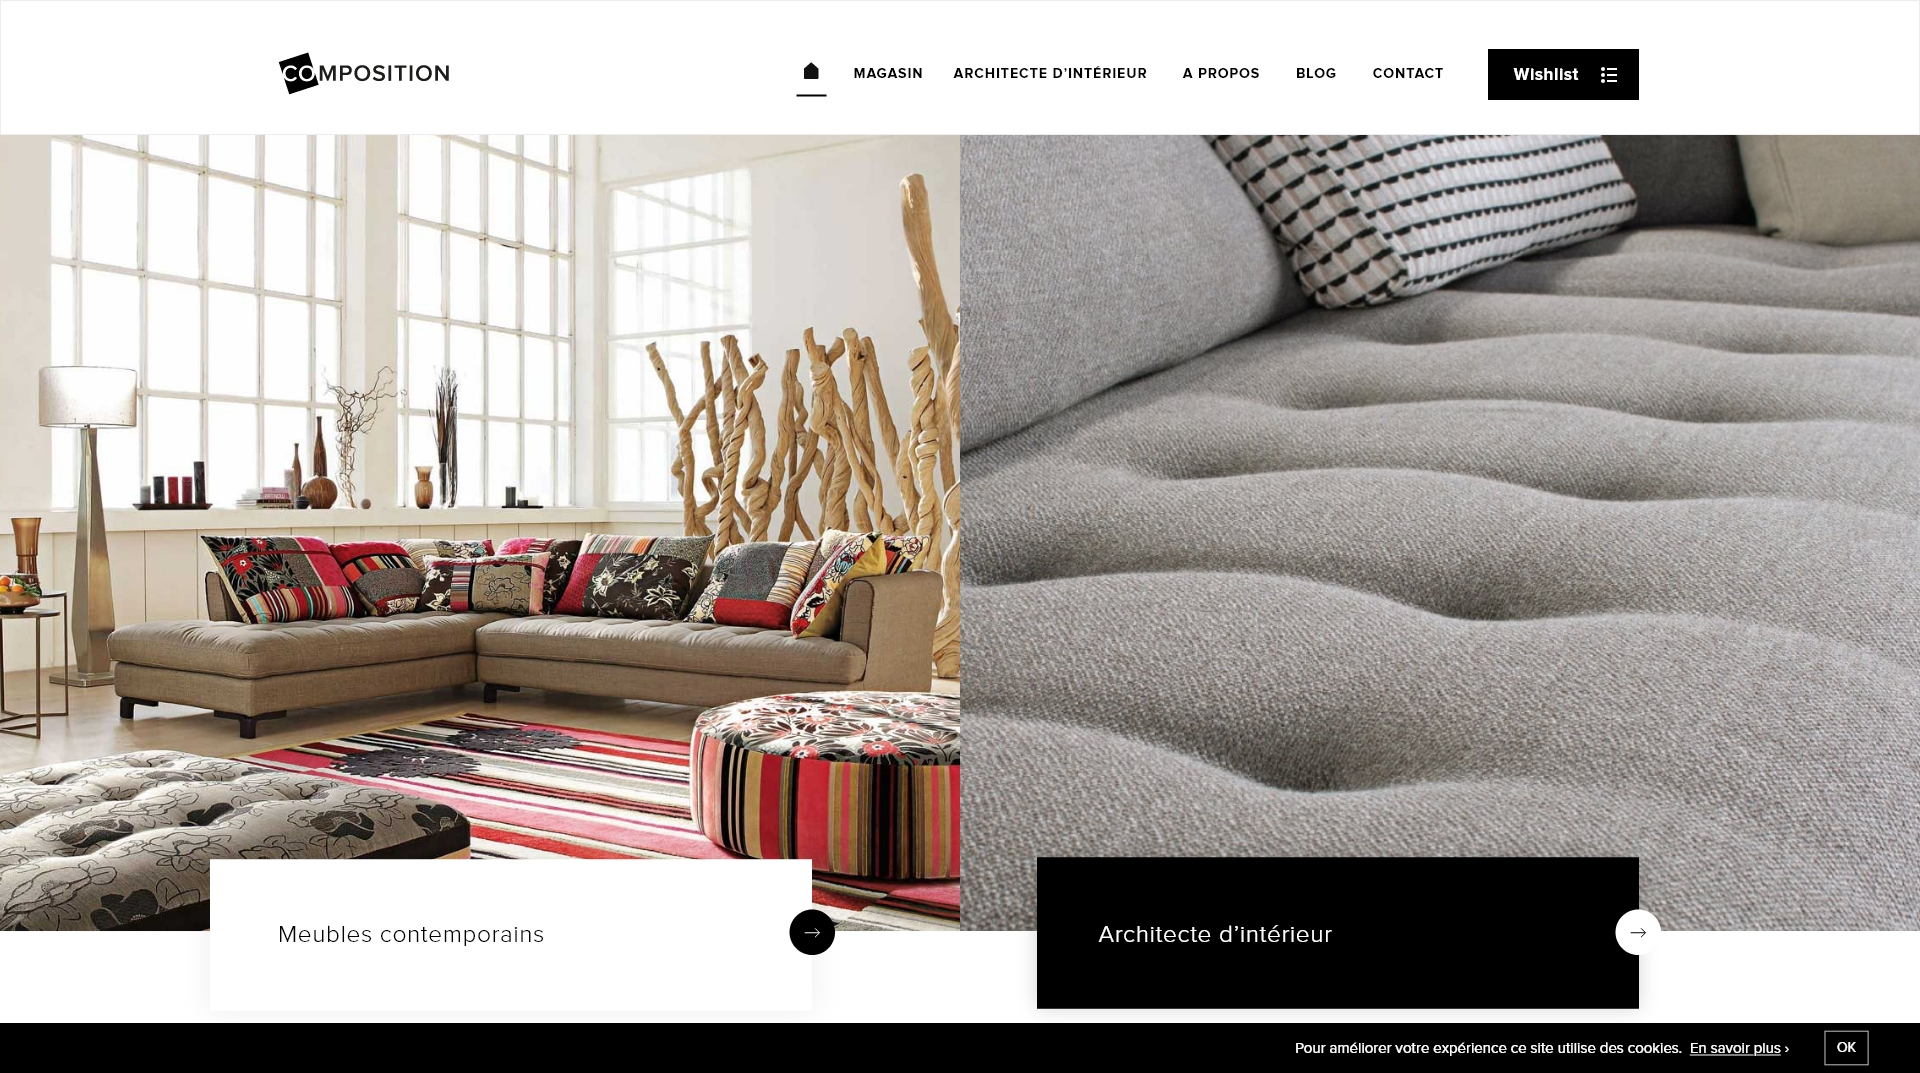 COMPOSITION
MAGASIN
ARCHITECTE D'INTÉRIEUR
A PROPOS
BLOG
CONTACT
Wishlist
Meubles contemporains
Architecte d'intérieur
Pour améliorer votre expérience ce site utilise des cookies. En savoir plus ›
OK